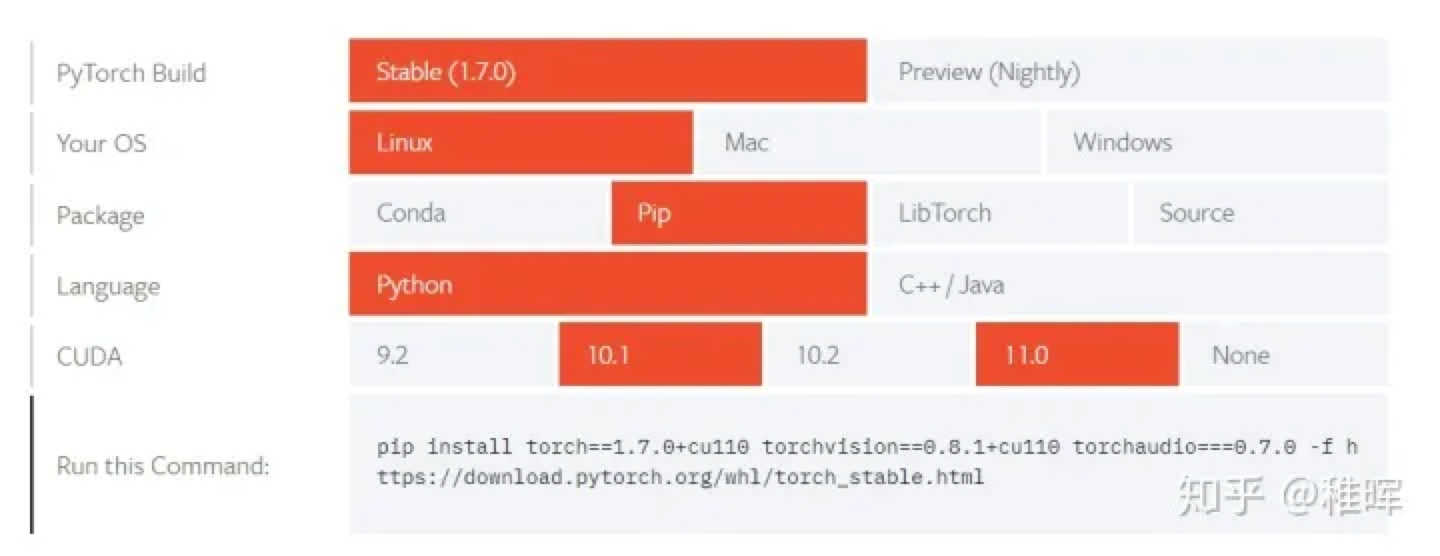 PyTorch Build Stable (1.7.0) Preview (Nightly)
Your OS Linux Mac Windows
Package Conda Pip LibTorch Source
Language Python C++ / Java
CUDA 9.2 10.1 10.2 11.0 None
Run this Command:
pip install torch==1.7.0+cu110 torchvision==0.8.1+cu110 torchaudio===0.7.0 -f h
ttps://download.pytorch.org/whl/torch_stable.html
知乎 @稚晖